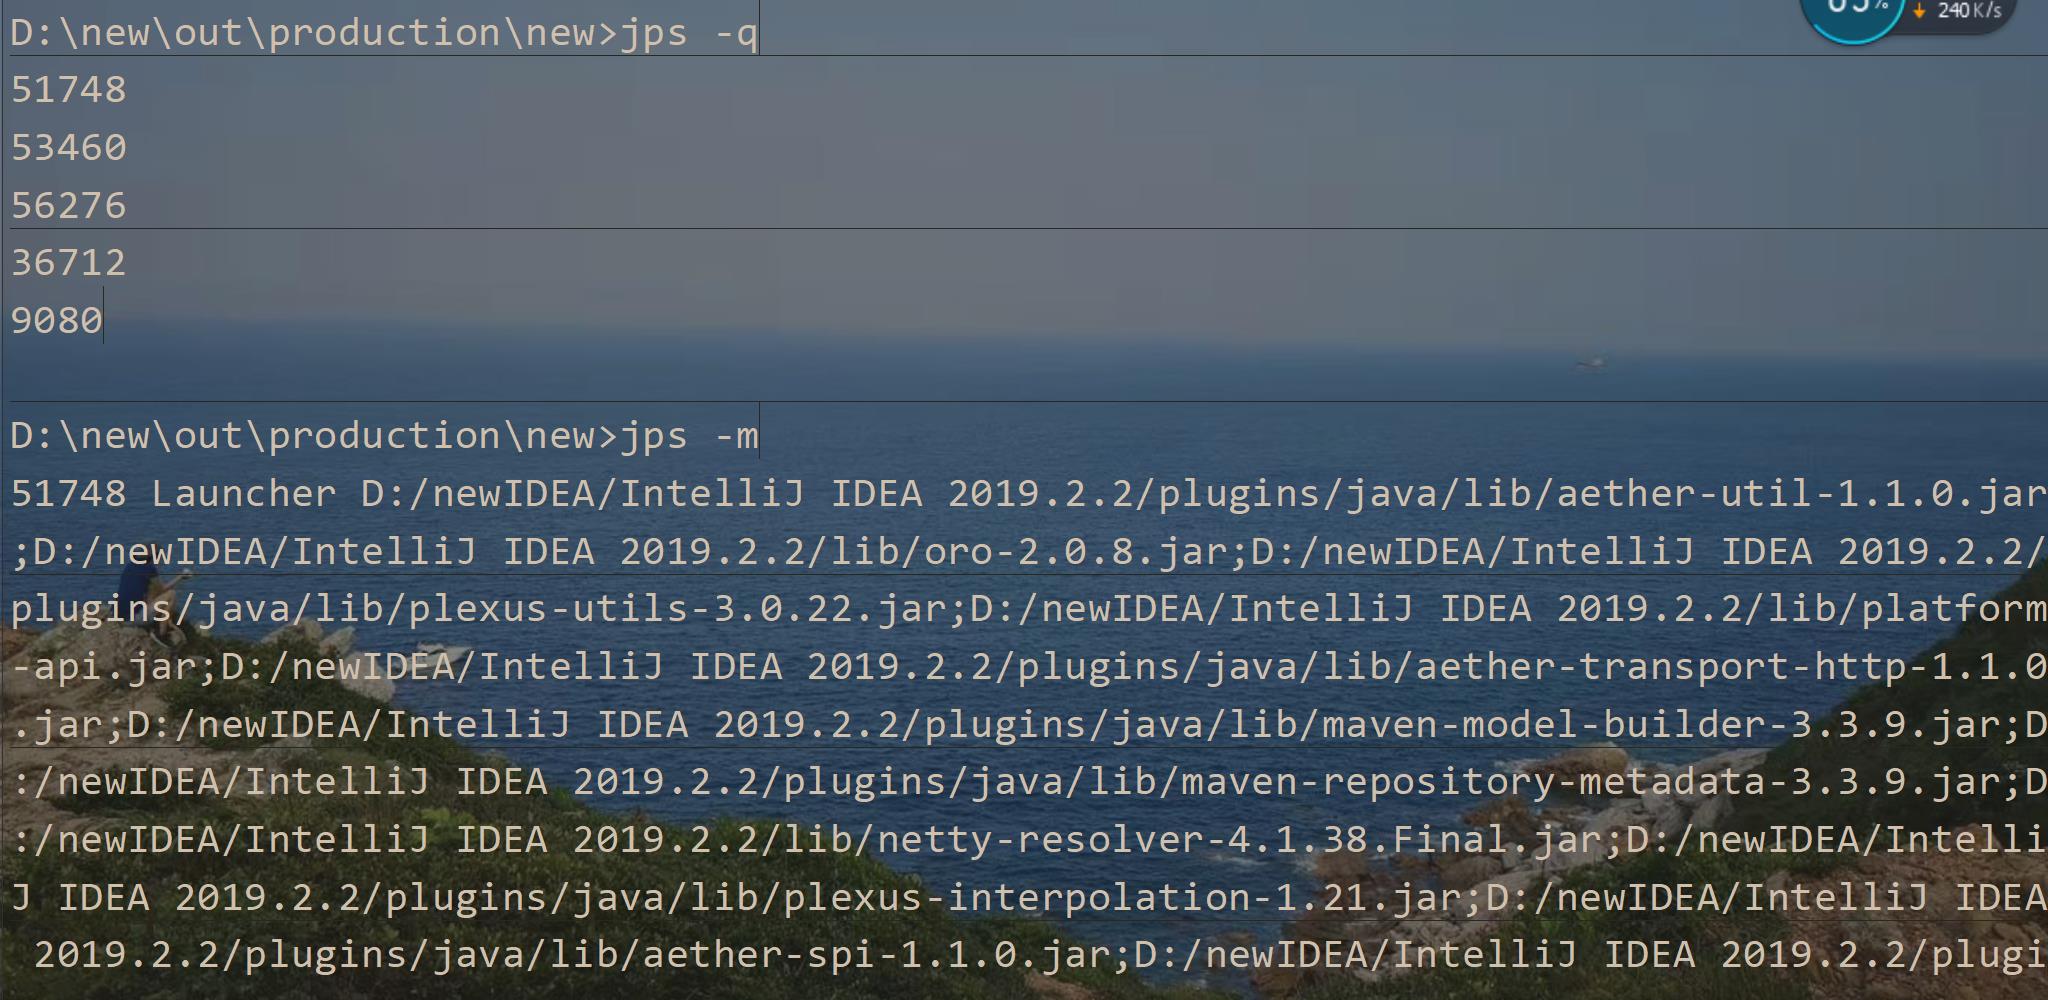 D:\new\out\production\new>jps -q
240 K/s
51748
53460
56276
36712
9080
D:\new\out\production\new>jps -m
51748 Launcher D:/newIDEA/IntelliJ IDEA 2019.2.2/plugins/java/lib/aether-util-1.1.0.jar
;D:/newIDEA/IntelliJ IDEA 2019.2.2/lib/oro-2.0.8.jar;D:/newIDEA/IntelliJ IDEA 2019.2.2/
plugins/java/lib/plexus-utils-3.0.22.jar;D:/newIDEA/IntelliJ IDEA 2019.2.2/lib/platform
-api.jar;D:/newIDEA/IntelliJ IDEA 2019.2.2/plugins/java/lib/aether-transport-http-1.1.0
.jar;D:/newIDEA/IntelliJ IDEA 2019.2.2/plugins/java/lib/maven-model-builder-3.3.9.jar;D
:/newIDEA/IntelliJ IDEA 2019.2.2/plugins/java/lib/maven-repository-metadata-3.3.9.jar;D
:/newIDEA/IntelliJ IDEA 2019.2.2/lib/netty-resolver-4.1.38.Final.jar;D:/newIDEA/Intelli
J IDEA 2019.2.2/plugins/java/lib/plexus-interpolation-1.21.jar;D:/newIDEA/IntelliJ IDEA
 2019.2.2/plugins/java/lib/aether-spi-1.1.0.jar;D:/newIDEA/IntelliJ IDEA 2019.2.2/plugi